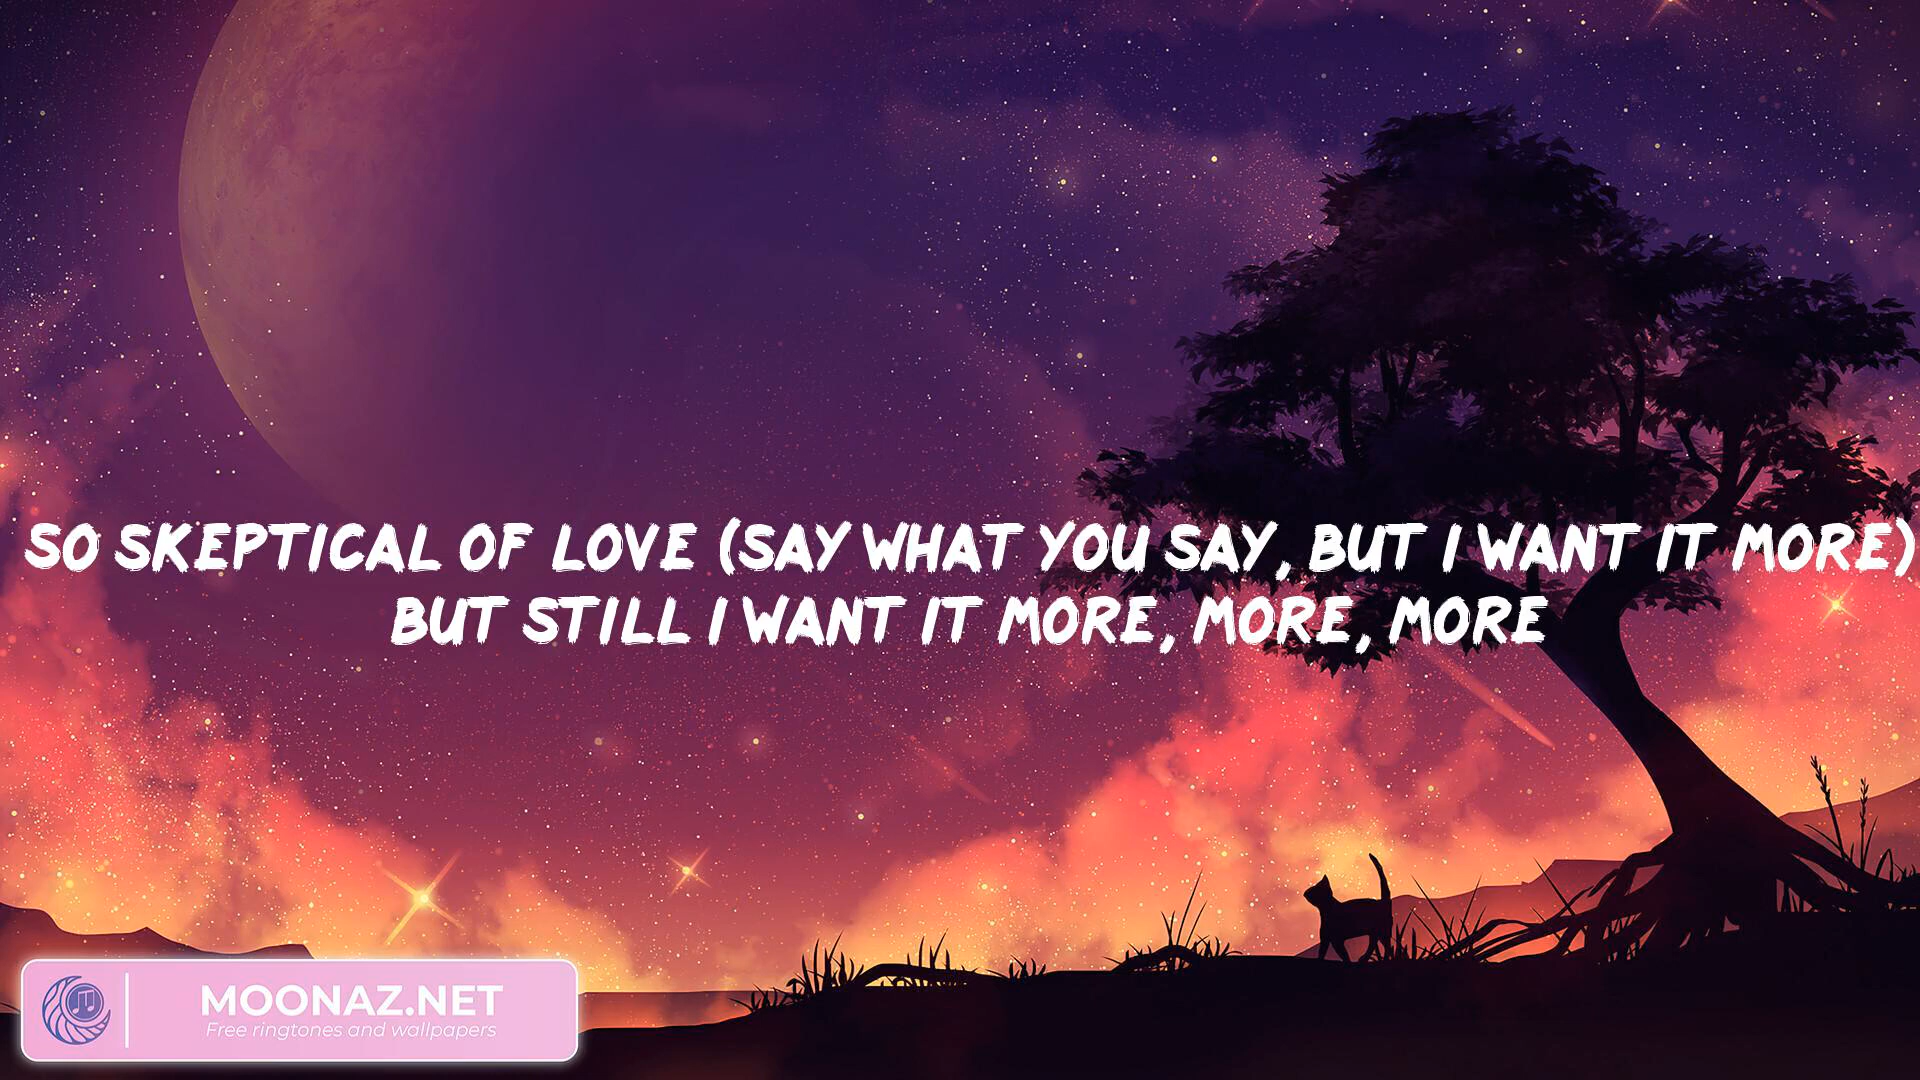 SO SKEPTICAL OF LOVE (SAY WHAT YOU SAY, BUT I WANT IT MORE)
BUT STILL I WANT IT MORE, MORE, MORE
MOONAZ.NET
Free ringtones and wallpapers